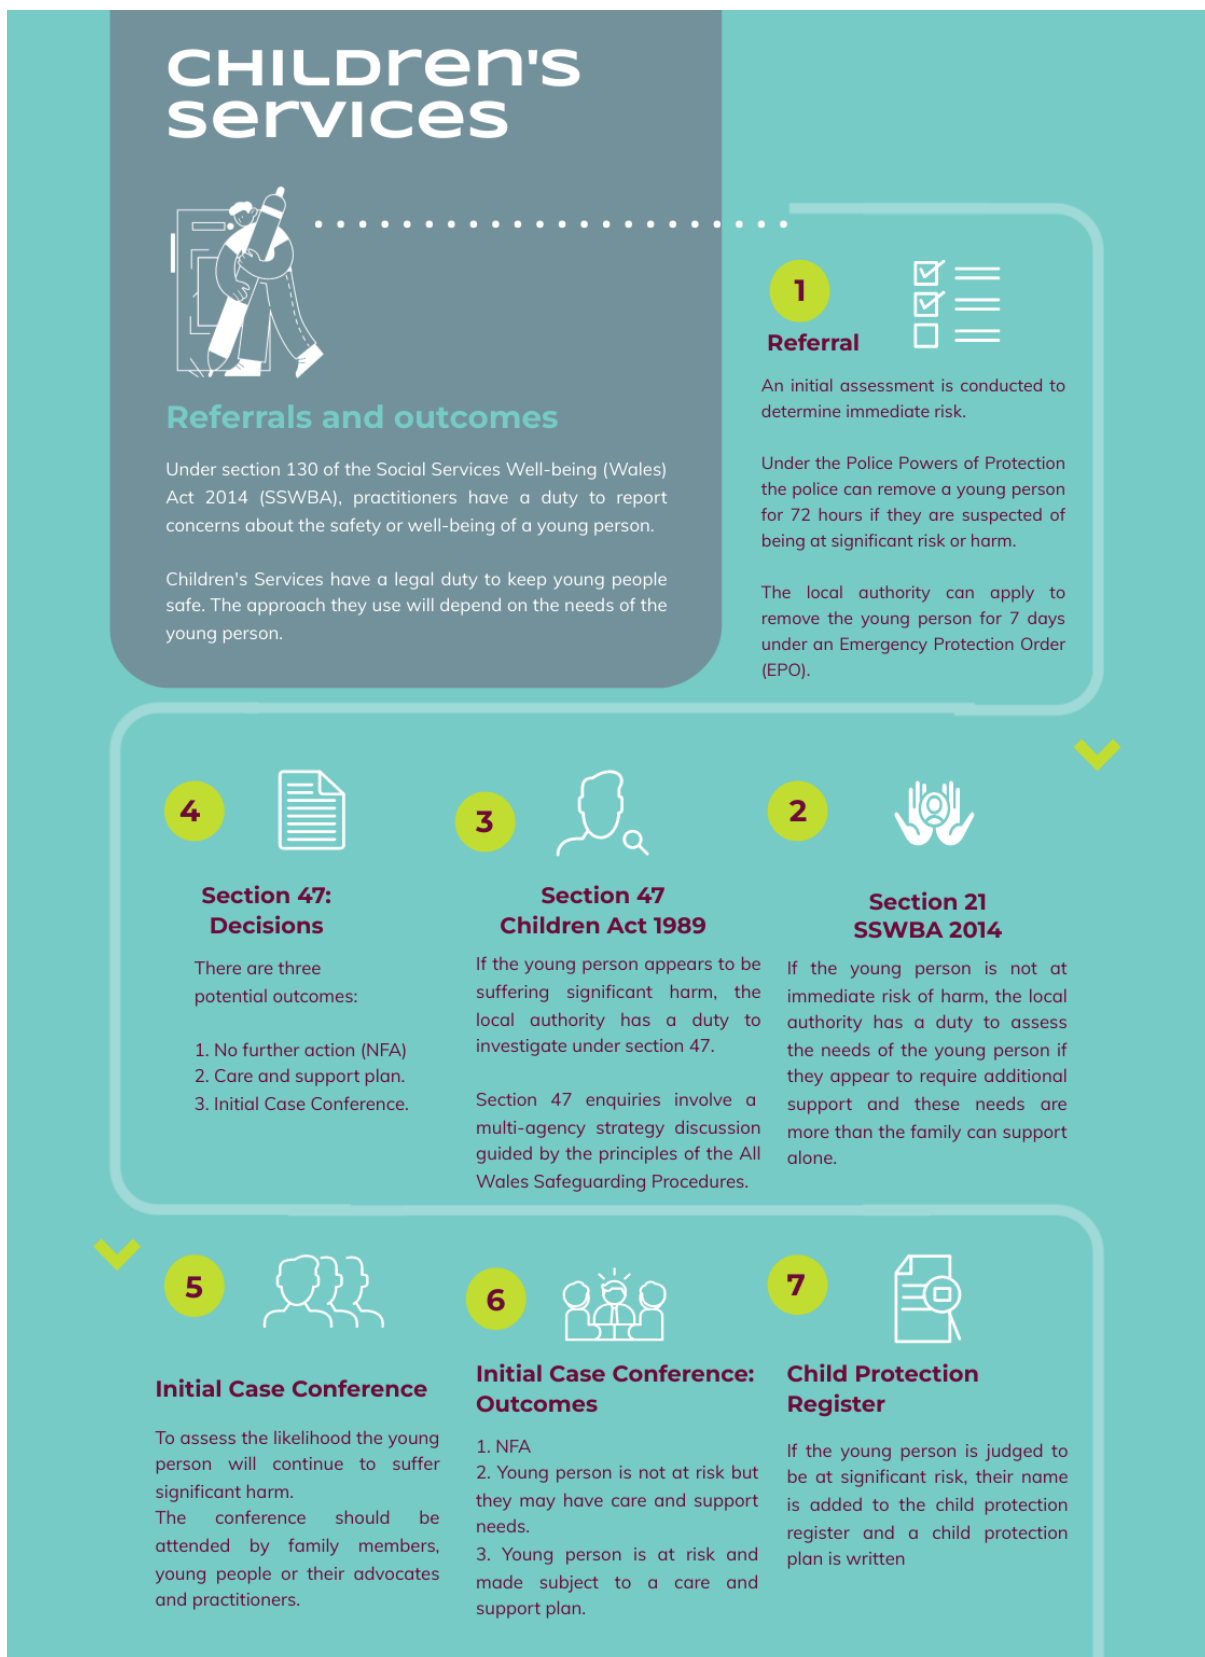 CHILDren's
services
Referrals and outcomes
Under section 130 of the Social Services Well-being (Wales)
Act 2014 (SSWBA), practitioners have a duty to report
concerns about the safety or well-being of a young person.
Children's Services have a legal duty to keep young people
safe. The approach they use will depend on the needs of the
young person.
1
Referral
An initial assessment is conducted to
determine immediate risk.
Under the Police Powers of Protection
the police can remove a young person
for 72 hours if they are suspected of
being at significant risk or harm.
The local authority can apply to
remove the young person for 7 days
under an Emergency Protection Order
(EPO).
2
Section 21
SSWBA 2014
If the young person is not at
immediate risk of harm, the local
authority has a duty to assess
the needs of the young person if
they appear to require additional
support and these needs are
more than the family can support
alone.
3
Section 47
Children Act 1989
If the young person appears to be
suffering significant harm, the
local authority has a duty to
investigate under section 47.
Section 47 enquiries involve a
multi-agency strategy discussion
guided by the principles of the All
Wales Safeguarding Procedures.
4
Section 47:
Decisions
There are three
potential outcomes:
1. No further action (NFA)
2. Care and support plan.
3. Initial Case Conference.
5
Initial Case Conference
To assess the likelihood the young
person will continue to suffer
significant harm.
The conference should be
attended by family members,
young people or their advocates
and practitioners.
6
Initial Case Conference:
Outcomes
1. NFA
2. Young person is not at risk but
they may have care and support
needs.
3. Young person is at risk and
made subject to a care and
support plan.
7
Child Protection
Register
If the young person is judged to
be at significant risk, their name
is added to the child protection
register and a child protection
plan is written